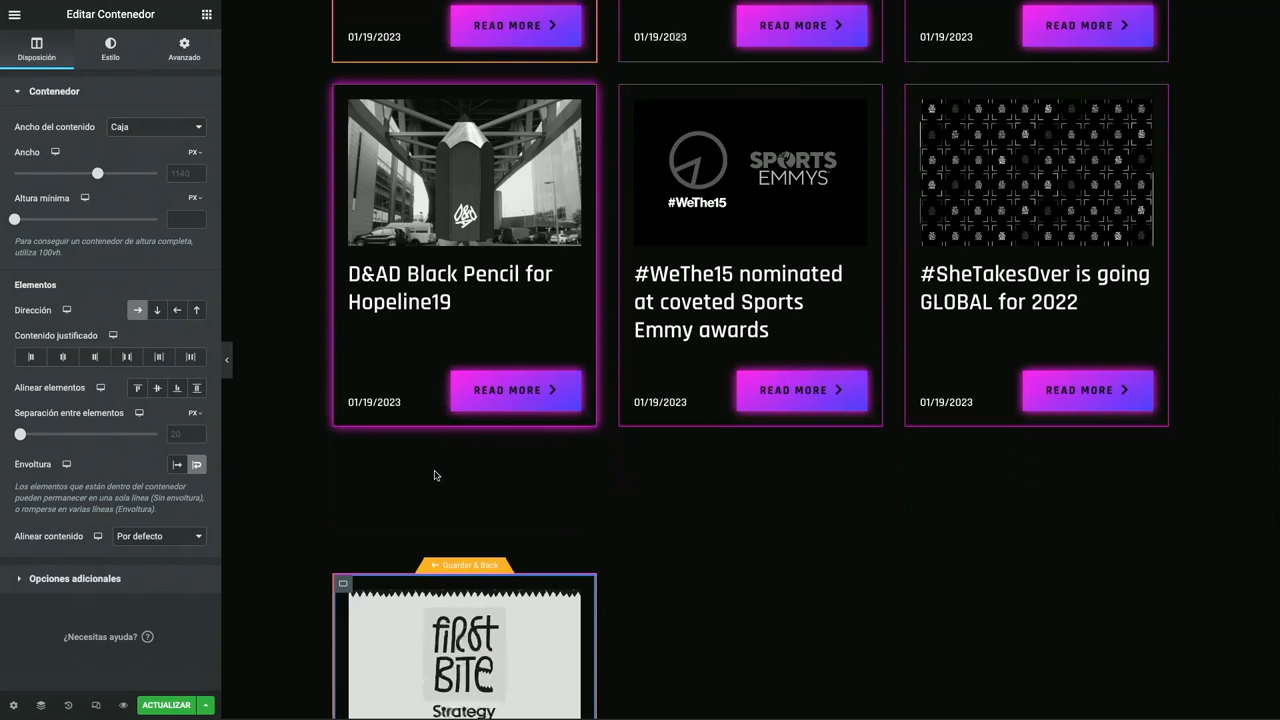 Editar Contenedor
Disposición
Estilo
Avanzado
Contenedor
Ancho del contenido
Caja
Ancho
PX
1140
Altura mínima
PX
Para conseguir un contenedor de altura completa,
utiliza 100vh.
Elementos
Dirección
Contenido justificado
Alinear elementos
Separación entre elementos
PX
20
Envoltura
Los elementos que están dentro del contenedor
pueden permanecer en una sola línea (Sin envoltura),
o romperse en varias líneas (Envoltura).
Alinear contenido
Por defecto
Opciones adicionales
¿Necesitas ayuda?
ACTUALIZAR
01/19/2023
READ MORE
01/19/2023
READ MORE
01/19/2023
READ MORE
D&AD
D&AD Black Pencil for
Hopeline19
01/19/2023
READ MORE
#WeThe15
SPORTS
EMMYS
#WeThe15 nominated
at coveted Sports
Emmy awards
01/19/2023
READ MORE
#SheTakesOver is going
GLOBAL for 2022
01/19/2023
READ MORE
Guardar & Back
first
BITE
Strategy